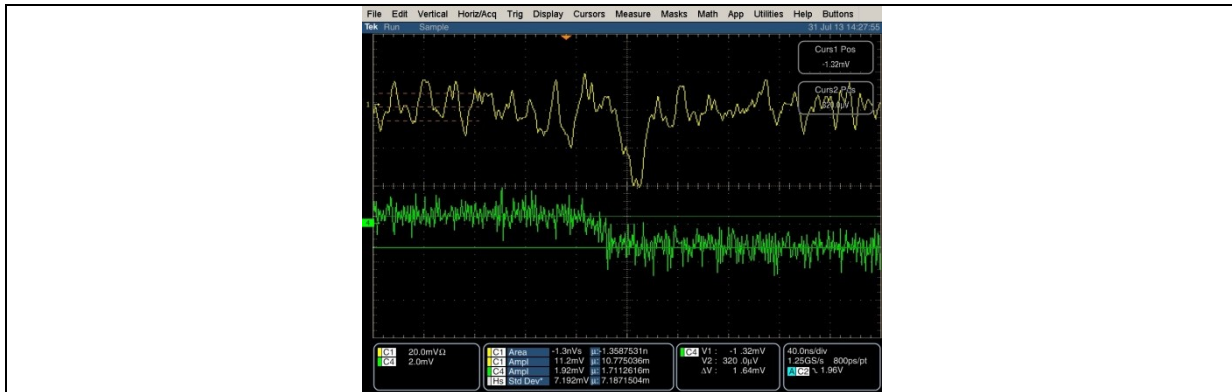 File Edit Vertical Horiz/Acq Trig Display Cursors Measure Masks Math App Utilities Help Buttons
Tek Run Sample 31 Jul 13 14:27:55
Curs1 Pos
-1.32mV
Curs2 Pos
320.0µV
1
4
C1 20.0mVΩ
C4 2.0mV
C1 Area -1.3nVs µ:-1.3587531n
C1 Ampl 11.2mV µ: 10.775036m
C4 Ampl 1.92mV µ: 1.7112616m
Hs Std Dev* 7.192mV µ: 7.1871504m
C4 V1 : -1 .32mV
V2 : 320 .0µV
ΔV : 1 .64mV
40.0ns/div
1.25GS/s 800ps/pt
A C2 \ 1.96V